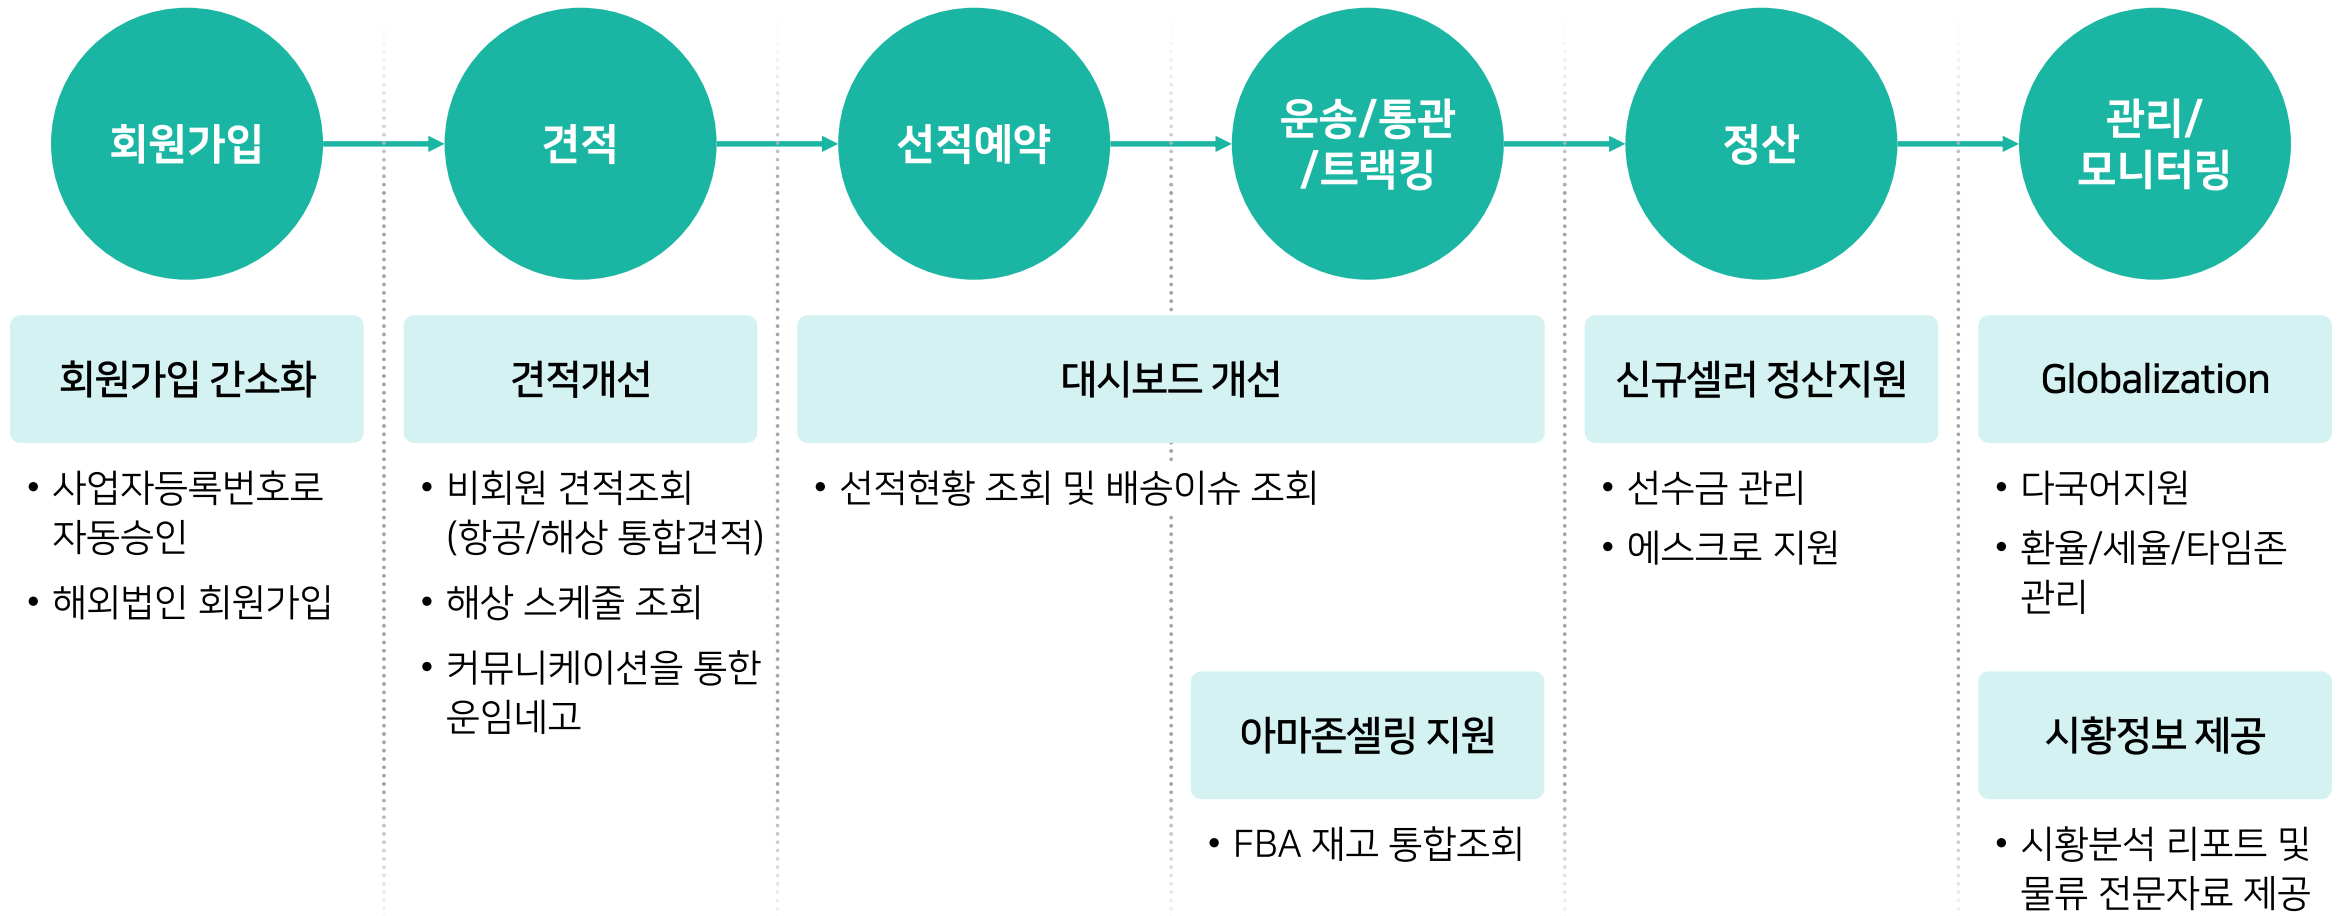 회원가입
견적
선적예약
운송/통관
/트랙킹
정산
관리/
모니터링
회원가입 간소화
• 사업자등록번호로
자동승인
• 해외법인 회원가입
견적개선
• 비회원 견적조회
(항공/해상 통합견적)
• 해상 스케줄 조회
• 커뮤니케이션을 통한
운임네고
대시보드 개선
• 선적현황 조회 및 배송이슈 조회
아마존셀링 지원
• FBA 재고 통합조회
신규셀러 정산지원
• 선수금 관리
• 에스크로 지원
Globalization
• 다국어지원
• 환율/세율/타임존
관리
시황정보 제공
• 시황분석 리포트 및
물류 전문자료 제공